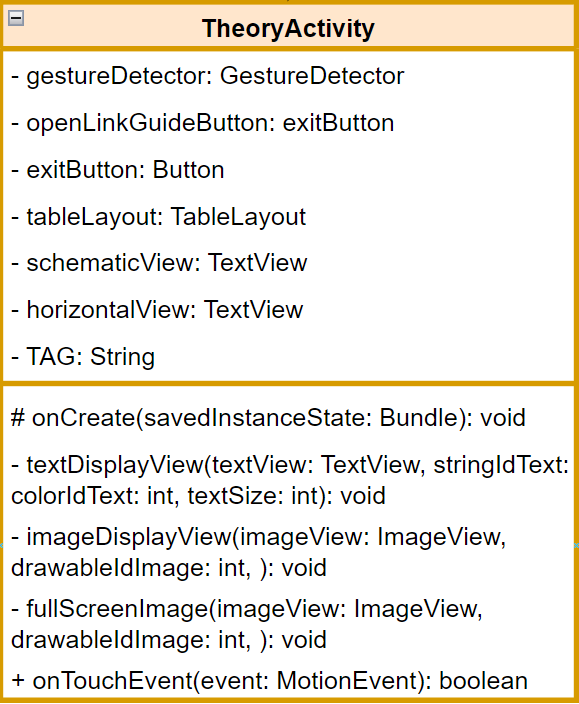 TheoryActivity
- gestureDetector: GestureDetector
- openLinkGuideButton: exitButton
- exitButton: Button
- tableLayout: TableLayout
- schematicView: TextView
- horizontalView: TextView
- TAG: String
# onCreate(savedInstanceState: Bundle): void
- textDisplayView(textView: TextView, stringIdText:
colorIdText: int, textSize: int): void
- imageDisplayView(imageView: ImageView,
drawableIdImage: int, ): void
- fullScreenImage(imageView: ImageView,
drawableIdImage: int, ): void
+ onTouchEvent(event: MotionEvent): boolean